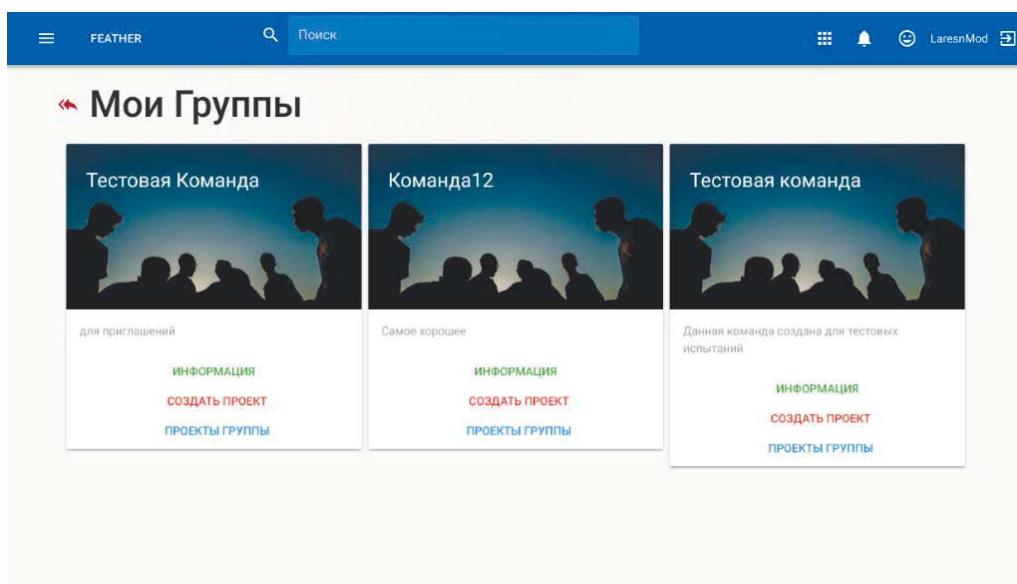 FEATHER
Поиск
LaresnMod
Мои Группы
Тестовая Команда
для приглашений
ИНФОРМАЦИЯ
СОЗДАТЬ ПРОЕКТ
ПРОЕКТЫ ГРУППЫ
Команда12
Самое хорошее
ИНФОРМАЦИЯ
СОЗДАТЬ ПРОЕКТ
ПРОЕКТЫ ГРУППЫ
Тестовая команда
Данная команда создана для тестовых
испытаний
ИНФОРМАЦИЯ
СОЗДАТЬ ПРОЕКТ
ПРОЕКТЫ ГРУППЫ